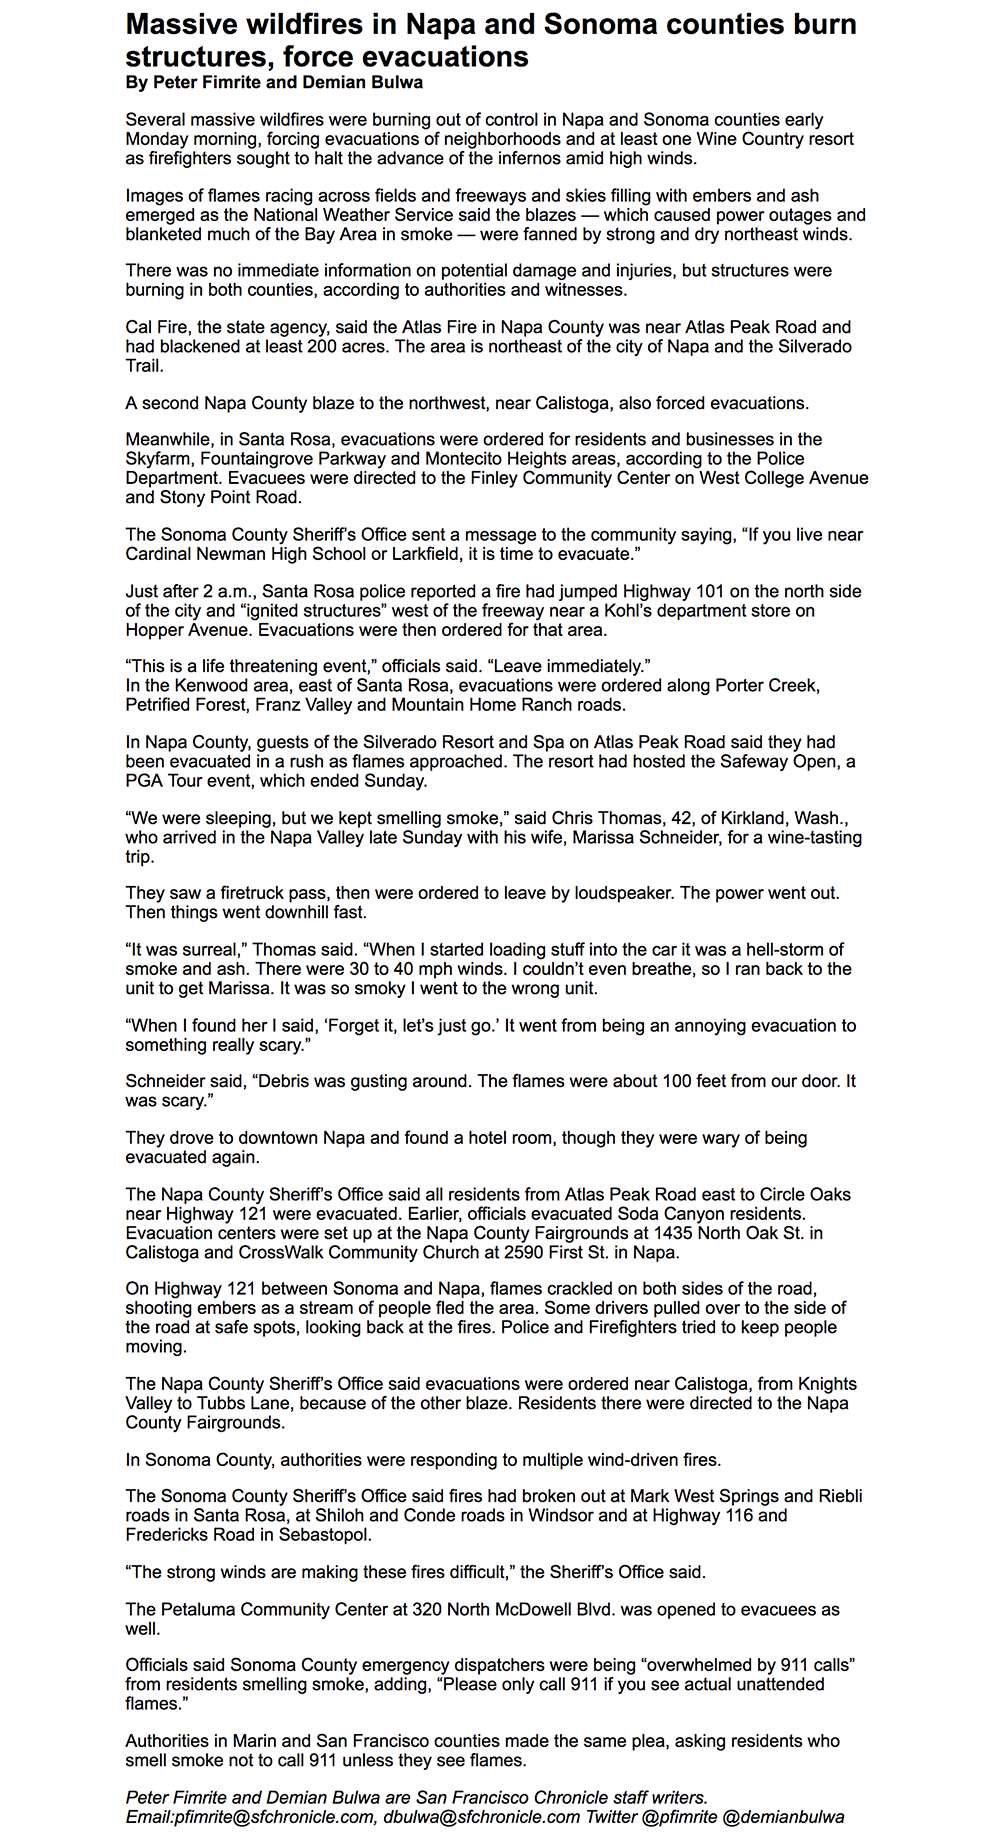 Massive wildfires in Napa and Sonoma counties burn
structures, force evacuations
By Peter Fimrite and Demian Bulwa
Several massive wildfires were burning out of control in Napa and Sonoma counties early
Monday morning, forcing evacuations of neighborhoods and at least one Wine Country resort
as firefighters sought to halt the advance of the infernos amid high winds.
Images of flames racing across fields and freeways and skies filling with embers and ash
emerged as the National Weather Service said the blazes — which caused power outages and
blanketed much of the Bay Area in smoke — were fanned by strong and dry northeast winds.
There was no immediate information on potential damage and injuries, but structures were
burning in both counties, according to authorities and witnesses.
Cal Fire, the state agency, said the Atlas Fire in Napa County was near Atlas Peak Road and
had blackened at least 200 acres. The area is northeast of the city of Napa and the Silverado
Trail.
A second Napa County blaze to the northwest, near Calistoga, also forced evacuations.
Meanwhile, in Santa Rosa, evacuations were ordered for residents and businesses in the
Skyfarm, Fountaingrove Parkway and Montecito Heights areas, according to the Police
Department. Evacuees were directed to the Finley Community Center on West College Avenue
and Stony Point Road.
The Sonoma County Sheriff’s Office sent a message to the community saying, “If you live near
Cardinal Newman High School or Larkfield, it is time to evacuate.”
Just after 2 a.m., Santa Rosa police reported a fire had jumped Highway 101 on the north side
of the city and “ignited structures” west of the freeway near a Kohl’s department store on
Hopper Avenue. Evacuations were then ordered for that area.
“This is a life threatening event,” officials said. “Leave immediately.”
In the Kenwood area, east of Santa Rosa, evacuations were ordered along Porter Creek,
Petrified Forest, Franz Valley and Mountain Home Ranch roads.
In Napa County, guests of the Silverado Resort and Spa on Atlas Peak Road said they had
been evacuated in a rush as flames approached. The resort had hosted the Safeway Open, a
PGA Tour event, which ended Sunday.
“We were sleeping, but we kept smelling smoke,” said Chris Thomas, 42, of Kirkland, Wash.,
who arrived in the Napa Valley late Sunday with his wife, Marissa Schneider, for a wine-tasting
trip.
They saw a firetruck pass, then were ordered to leave by loudspeaker. The power went out.
Then things went downhill fast.
“It was surreal,” Thomas said. “When I started loading stuff into the car it was a hell-storm of
smoke and ash. There were 30 to 40 mph winds. I couldn’t even breathe, so I ran back to the
unit to get Marissa. It was so smoky I went to the wrong unit.
“When I found her I said, ‘Forget it, let’s just go.’ It went from being an annoying evacuation to
something really scary.”
Schneider said, “Debris was gusting around. The flames were about 100 feet from our door. It
was scary.”
They drove to downtown Napa and found a hotel room, though they were wary of being
evacuated again.
The Napa County Sheriff’s Office said all residents from Atlas Peak Road east to Circle Oaks
near Highway 121 were evacuated. Earlier, officials evacuated Soda Canyon residents.
Evacuation centers were set up at the Napa County Fairgrounds at 1435 North Oak St. in
Calistoga and CrossWalk Community Church at 2590 First St. in Napa.
On Highway 121 between Sonoma and Napa, flames crackled on both sides of the road,
shooting embers as a stream of people fled the area. Some drivers pulled over to the side of
the road at safe spots, looking back at the fires. Police and Firefighters tried to keep people
moving.
The Napa County Sheriff’s Office said evacuations were ordered near Calistoga, from Knights
Valley to Tubbs Lane, because of the other blaze. Residents there were directed to the Napa
County Fairgrounds.
In Sonoma County, authorities were responding to multiple wind-driven fires.
The Sonoma County Sheriff’s Office said fires had broken out at Mark West Springs and Riebli
roads in Santa Rosa, at Shiloh and Conde roads in Windsor and at Highway 116 and
Fredericks Road in Sebastopol.
“The strong winds are making these fires difficult,” the Sheriff’s Office said.
The Petaluma Community Center at 320 North McDowell Blvd. was opened to evacuees as
well.
Officials said Sonoma County emergency dispatchers were being “overwhelmed by 911 calls”
from residents smelling smoke, adding, “Please only call 911 if you see actual unattended
flames.”
Authorities in Marin and San Francisco counties made the same plea, asking residents who
smell smoke not to call 911 unless they see flames.
Peter Fimrite and Demian Bulwa are San Francisco Chronicle staff writers.
Email:pfimrite@sfchronicle.com, dbulwa@sfchronicle.com Twitter @pfimrite @demianbulwa